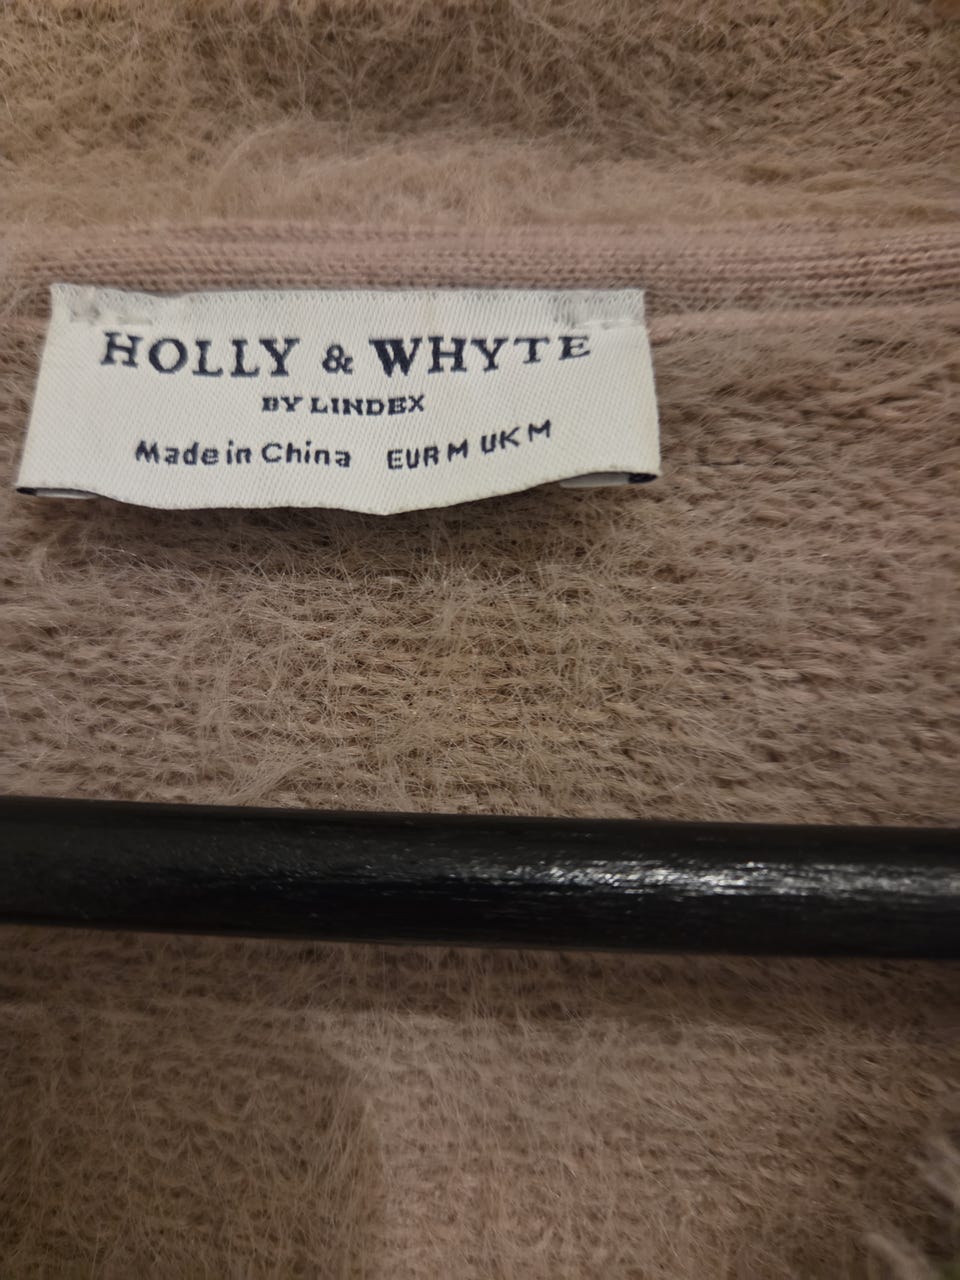 HOLLY & WHYTE
BY LINDEX
Made in China EUR M UK M